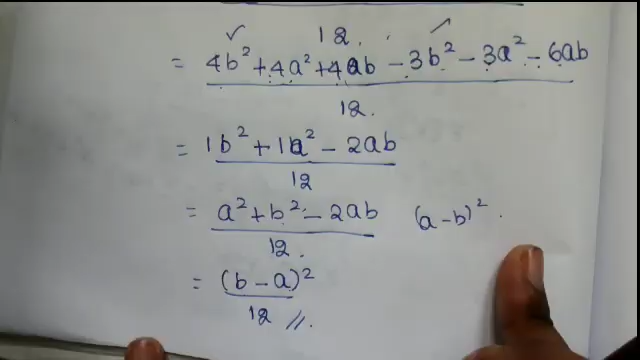 12
= 4b² + 4a² + 4ab - 3b² - 3a² - 6ab
12.
= 1b² + 1a² - 2ab
12
= a² + b² - 2ab (a - b)².
12.
= (b - a)²
12 //.